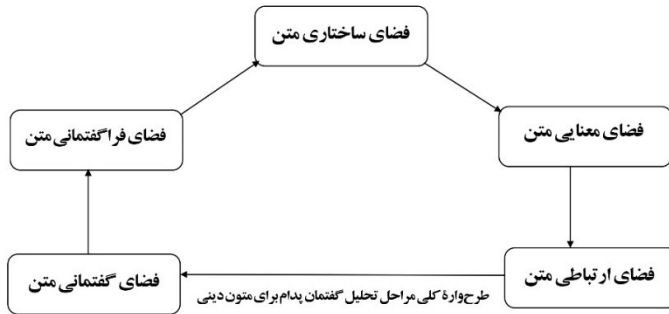 فضای ساختاری متن
فضای معنایی متن
فضای ارتباطی متن
فضای گفتمانی متن
فضای فراگفتمانی متن
طرح‌وارۀ کلی مراحل تحلیل گفتمان پدام برای متون دینی